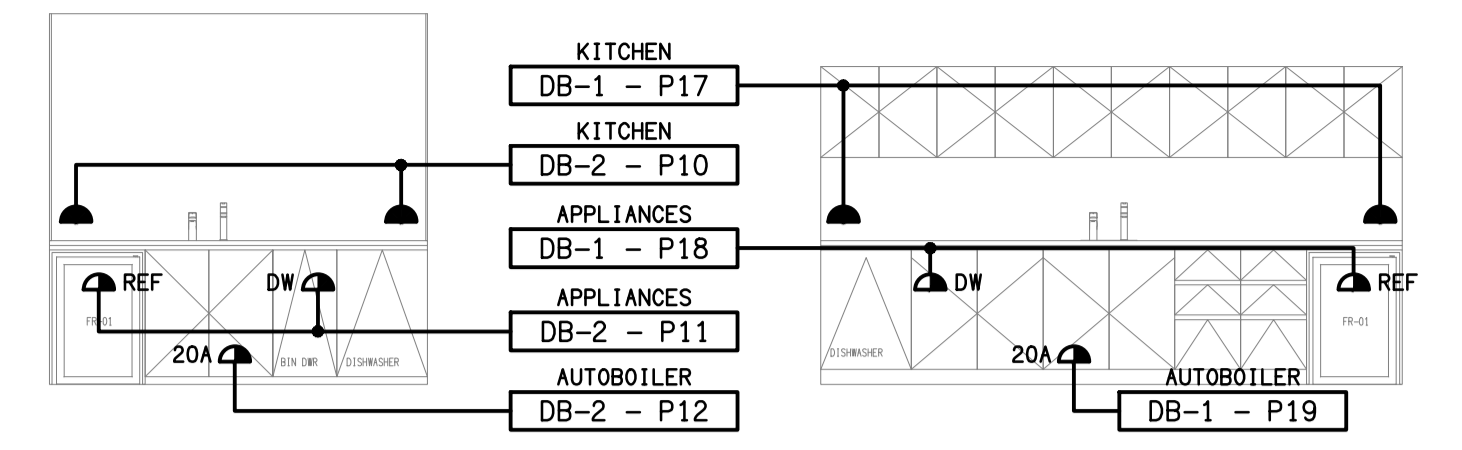 KITCHEN
DB-1 - P17
KITCHEN
DB-2 - P10
APPLIANCES
DB-1 - P18
REF
DW
DW
REF
APPLIANCES
DB-2 - P11
FR-01
FR-01
20A
BIN DWR
DISHWASHER
DISHWASHER
20A
AUTOBOILER
DB-2 - P12
AUTOBOILER
DB-1 - P19